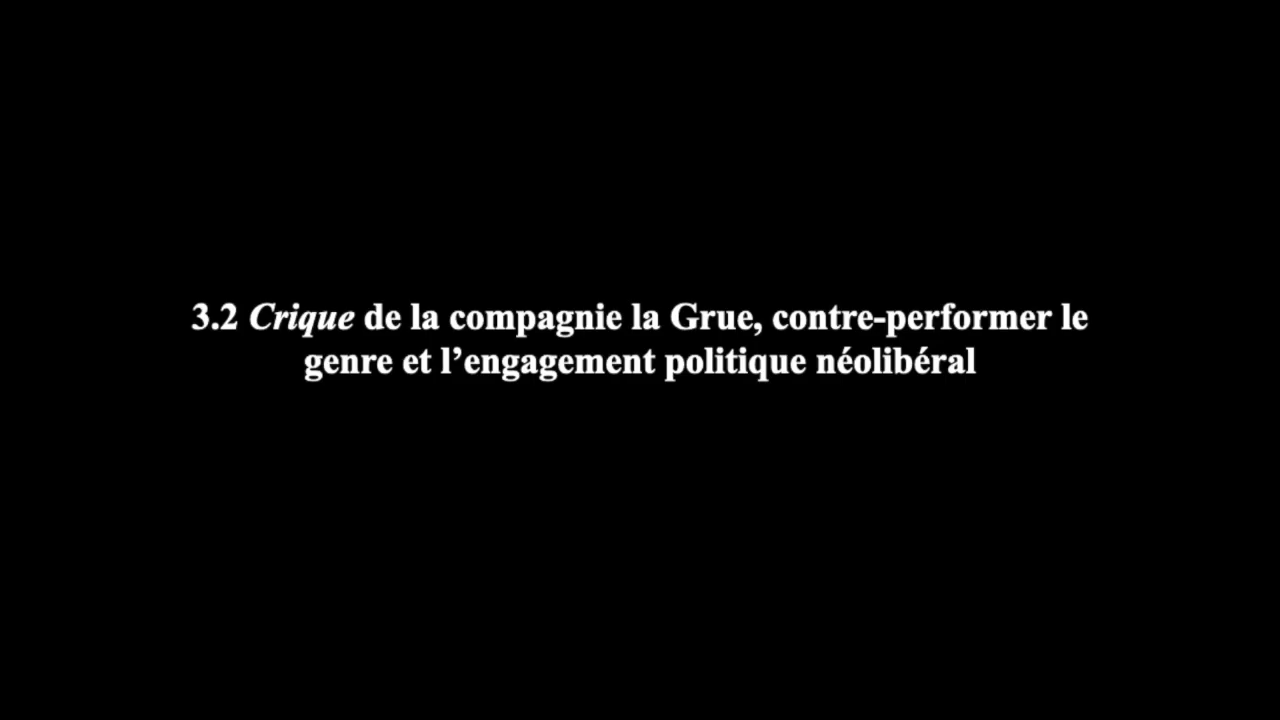 3.2 Crique de la compagnie la Grue, contre-performer le
genre et l’engagement politique néolibéral